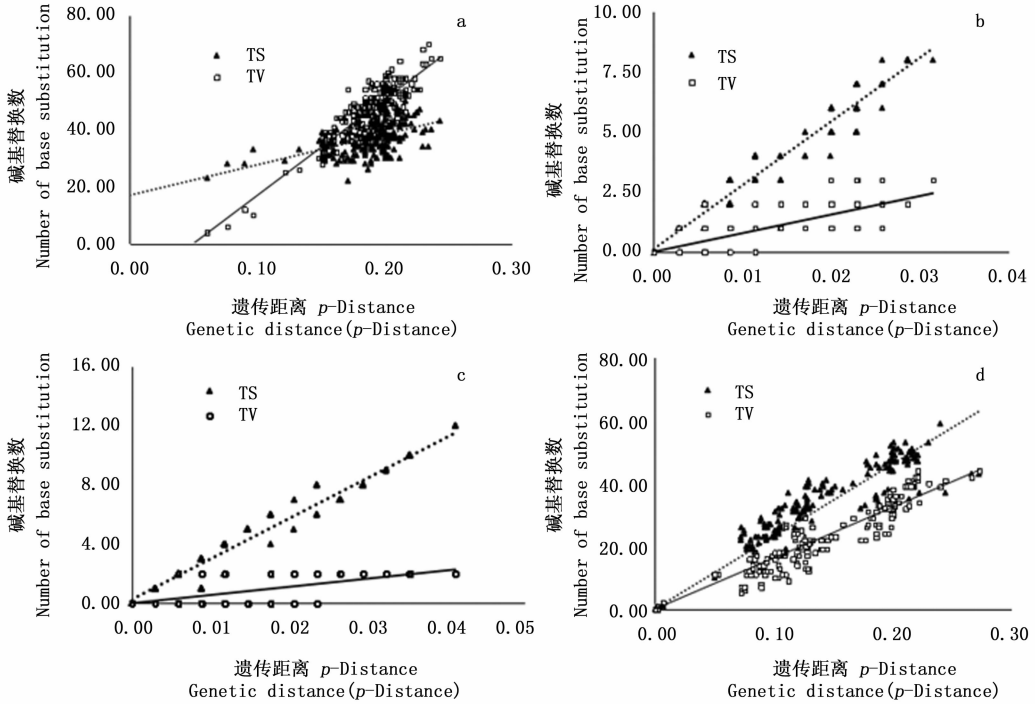 碱基替换数
Number of base substitution
80.00
60.00
40.00
20.00
0.00
a
TS
TV
0.00
0.10
0.20
0.30
遗传距离 p-Distance
Genetic distance(p-Distance)
碱基替换数
Number of base substitution
10.00
7.50
5.00
2.50
0.00
b
TS
TV
0.00
0.01
0.02
0.03
0.04
遗传距离 p-Distance
Genetic distance(p-Distance)
碱基替换数
Number of base substitution
16.00
12.00
8.00
4.00
0.00
c
TS
TV
0.00
0.01
0.02
0.03
0.04
0.05
遗传距离 p-Distance
Genetic distance(p-Distance)
碱基替换数
Number of base substitution
80.00
60.00
40.00
20.00
0.00
d
TS
TV
0.00
0.10
0.20
0.30
遗传距离 p-Distance
Genetic distance(p-Distance)